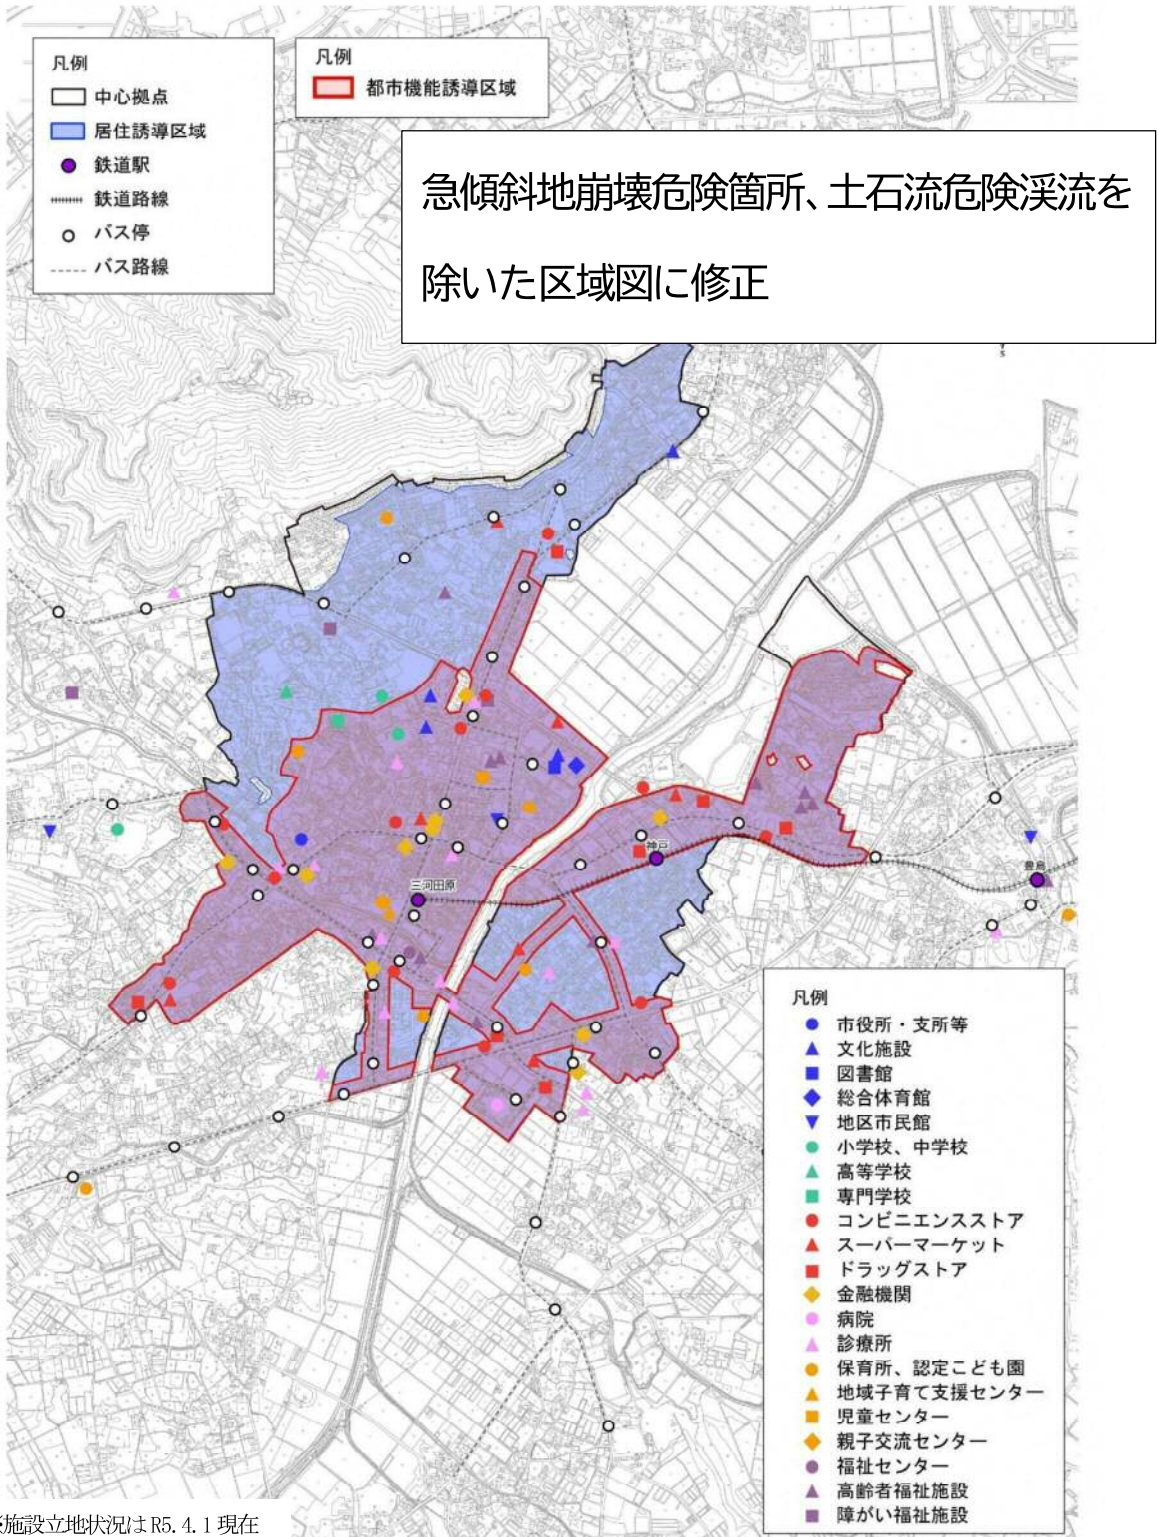 凡例
中心拠点
居住誘導区域
鉄道駅
鉄道路線
バス停
バス路線
凡例
都市機能誘導区域
急傾斜地崩壊危険箇所、土石流危険渓流を
除いた区域図に修正
S
神戸
豊島
三河田原
凡例
市役所・支所等
文化施設
図書館
総合体育館
地区市民館
小学校、中学校
高等学校
専門学校
コンビニエンスストア
スーパーマーケット
ドラッグストア
金融機関
病院
診療所
保育所、認定こども園
地域子育て支援センター
児童センター
親子交流センター
福祉センター
高齢者福祉施設
障がい福祉施設
※施設立地状況はR5.4.1現在